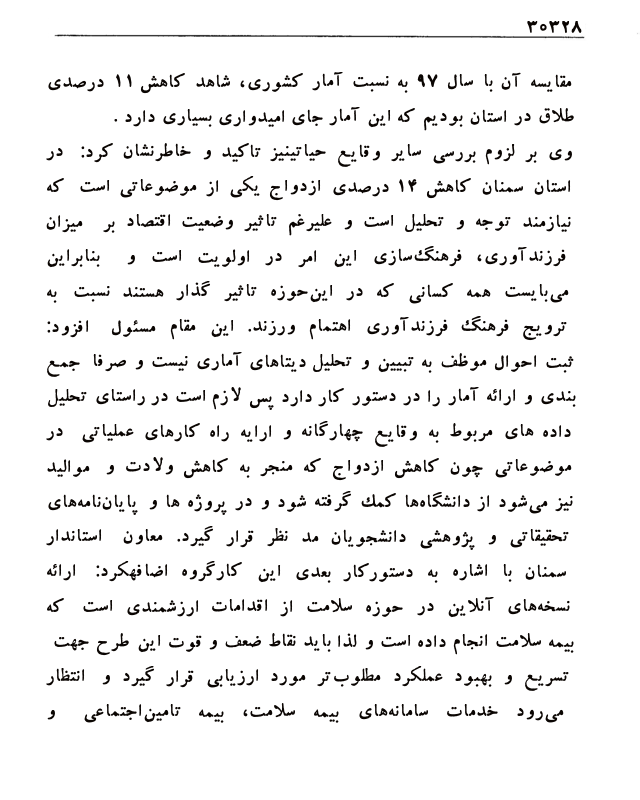 ۳۰۳۲۸
مقایسه آن با سال ۹۷ به نسبت آمار کشوری، شاهد کاهش ۱۱ درصدی
طلاق در استان بودیم که این آمار جای امیدواری بسیاری دارد .
وی بر لزوم بررسی سایر وقایع حیاتینیز تاکید و خاطرنشان کرد: در
استان سمنان کاهش ۱۴ درصدی ازدواج یکی از موضوعاتی است که
نیازمند توجه و تحلیل است و علیرغم تاثیر وضعیت اقتصاد بر میزان
فرزندآوری، فرهنگ‌سازی این امر در اولویت است و بنابراین
می‌بایست همه کسانی که در این‌حوزه تاثیر گذار هستند نسبت به
ترویج فرهنگ فرزندآوری اهتمام ورزند. این مقام مسئول افزود:
ثبت احوال موظف به تبیین و تحلیل دیتاهای آماری نیست و صرفا جمع
بندی و ارائه آمار را در دستور کار دارد پس لازم است در راستای تحلیل
داده های مربوط به وقایع چهارگانه و ارایه راه کارهای عملیاتی در
موضوعاتی چون کاهش ازدواج که منجر به کاهش ولادت و موالید
نیز می‌شود از دانشگاه‌ها کمک گرفته شود و در پروژه ها و پایان‌نامه‌های
تحقیقاتی و پژوهشی دانشجویان مد نظر قرار گیرد. معاون استاندار
سمنان با اشاره به دستورکار بعدی این کارگروه اضافهکرد: ارائه
نسخه‌های آنلاین در حوزه سلامت از اقدامات ارزشمندی است که
بیمه سلامت انجام داده است و لذا باید نقاط ضعف و قوت این طرح جهت
تسریع و بهبود عملکرد مطلوب‌تر مورد ارزیابی قرار گیرد و انتظار
می‌رود خدمات سامانه‌های بیمه سلامت، بیمه تامین‌اجتماعی و